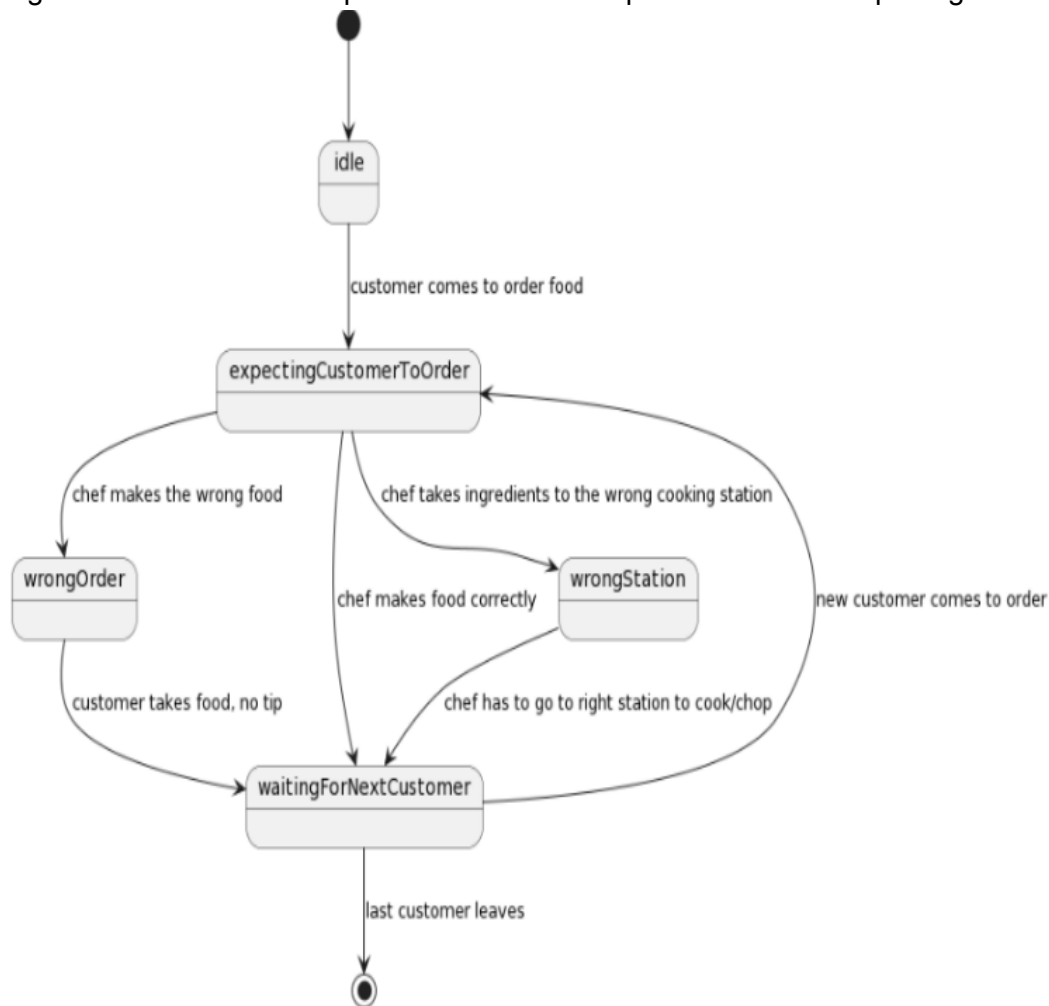 idle
customer comes to order food
expectingCustomerToOrder
chef makes the wrong food
chef takes ingredients to the wrong cooking station
wrongOrder
chef makes food correctly
wrongStation
new customer comes to order
customer takes food, no tip
chef has to go to right station to cook/chop
waitingForNextCustomer
last customer leaves